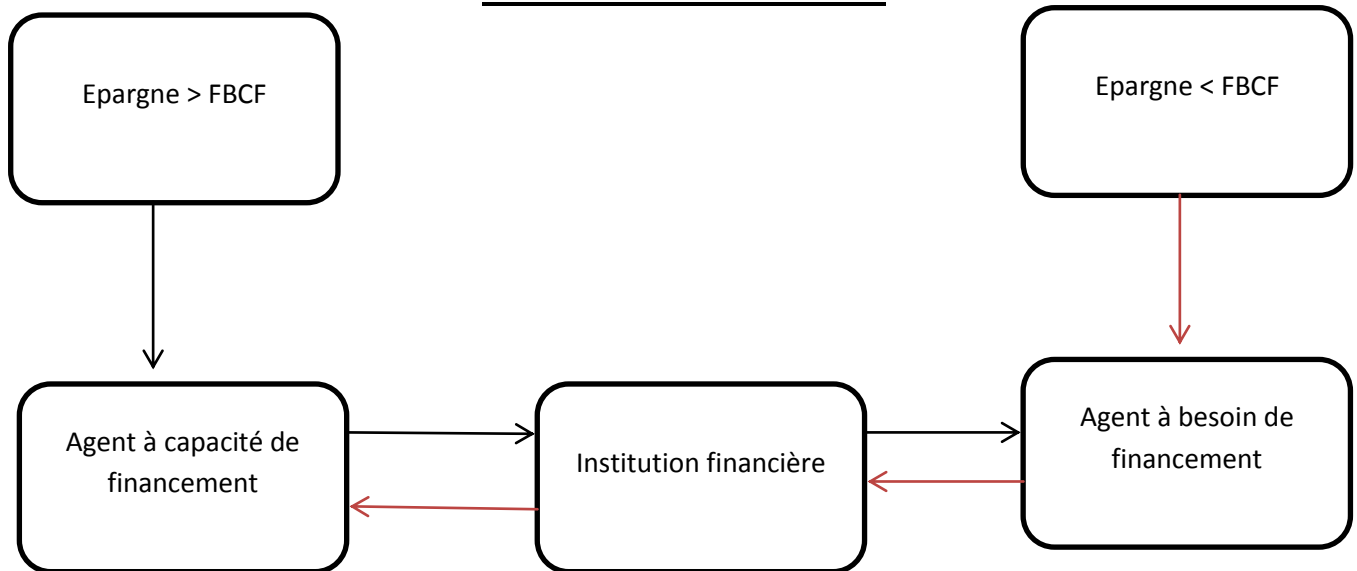 Epargne > FBCF
Epargne < FBCF
Agent à capacité de
financement
Institution financière
Agent à besoin de
financement